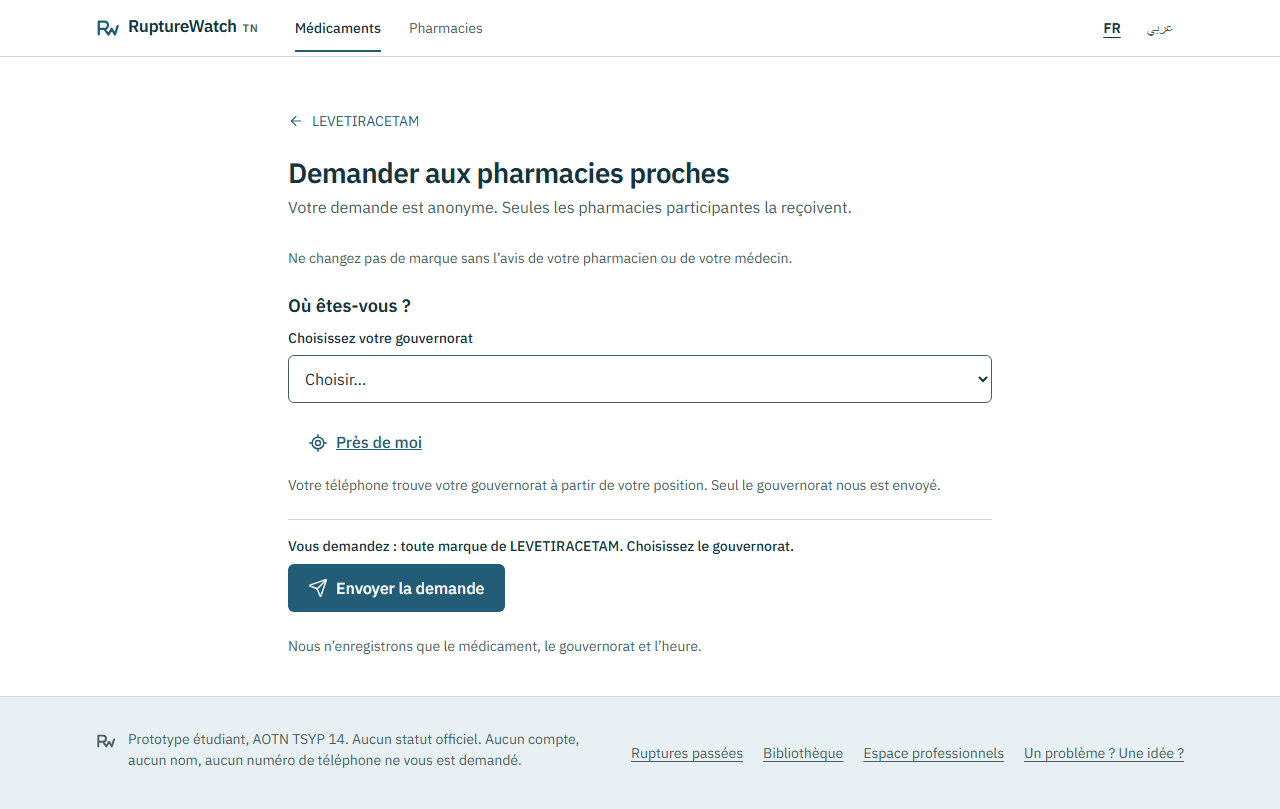 RuptureWatch TN
Médicaments
Pharmacies
FR
عربي
LEVETIRACETAM
Demander aux pharmacies proches
Votre demande est anonyme. Seules les pharmacies participantes la reçoivent.
Ne changez pas de marque sans l’avis de votre pharmacien ou de votre médecin.
Où êtes-vous ?
Choisissez votre gouvernorat
Choisir...
Près de moi
Votre téléphone trouve votre gouvernorat à partir de votre position. Seul le gouvernorat nous est envoyé.
Vous demandez : toute marque de LEVETIRACETAM. Choisissez le gouvernorat.
Envoyer la demande
Nous n’enregistrons que le médicament, le gouvernorat et l’heure.
Prototype étudiant, AOTN TSYP 14. Aucun statut officiel. Aucun compte,
aucun nom, aucun numéro de téléphone ne vous est demandé.
Ruptures passées
Bibliothèque
Espace professionnels
Un problème ? Une idée ?